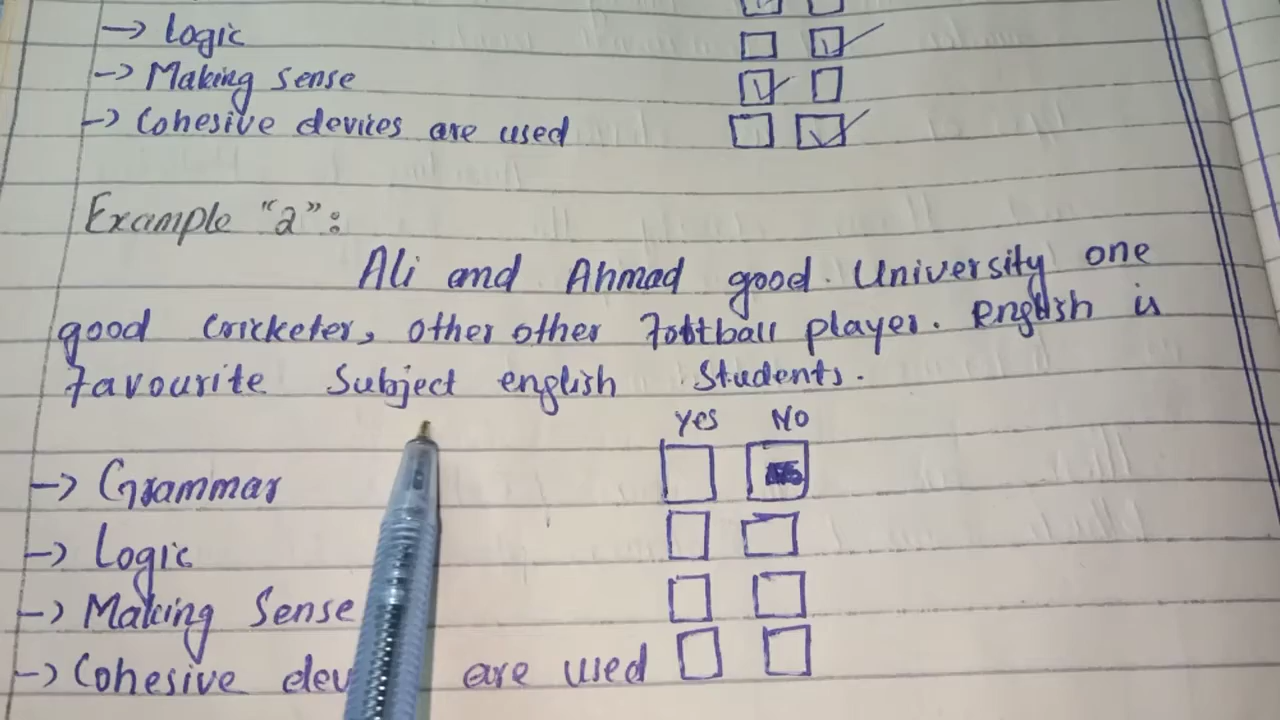 → Logic
→ Making sense
→ Cohesive devices are used
Example "2":
Ali and Ahmad good. University one
good cricketer, other other football player. english is
favourite subject english students.
Yes No
→ Grammar
→ Logic
→ Making sense
→ Cohesive dev are used